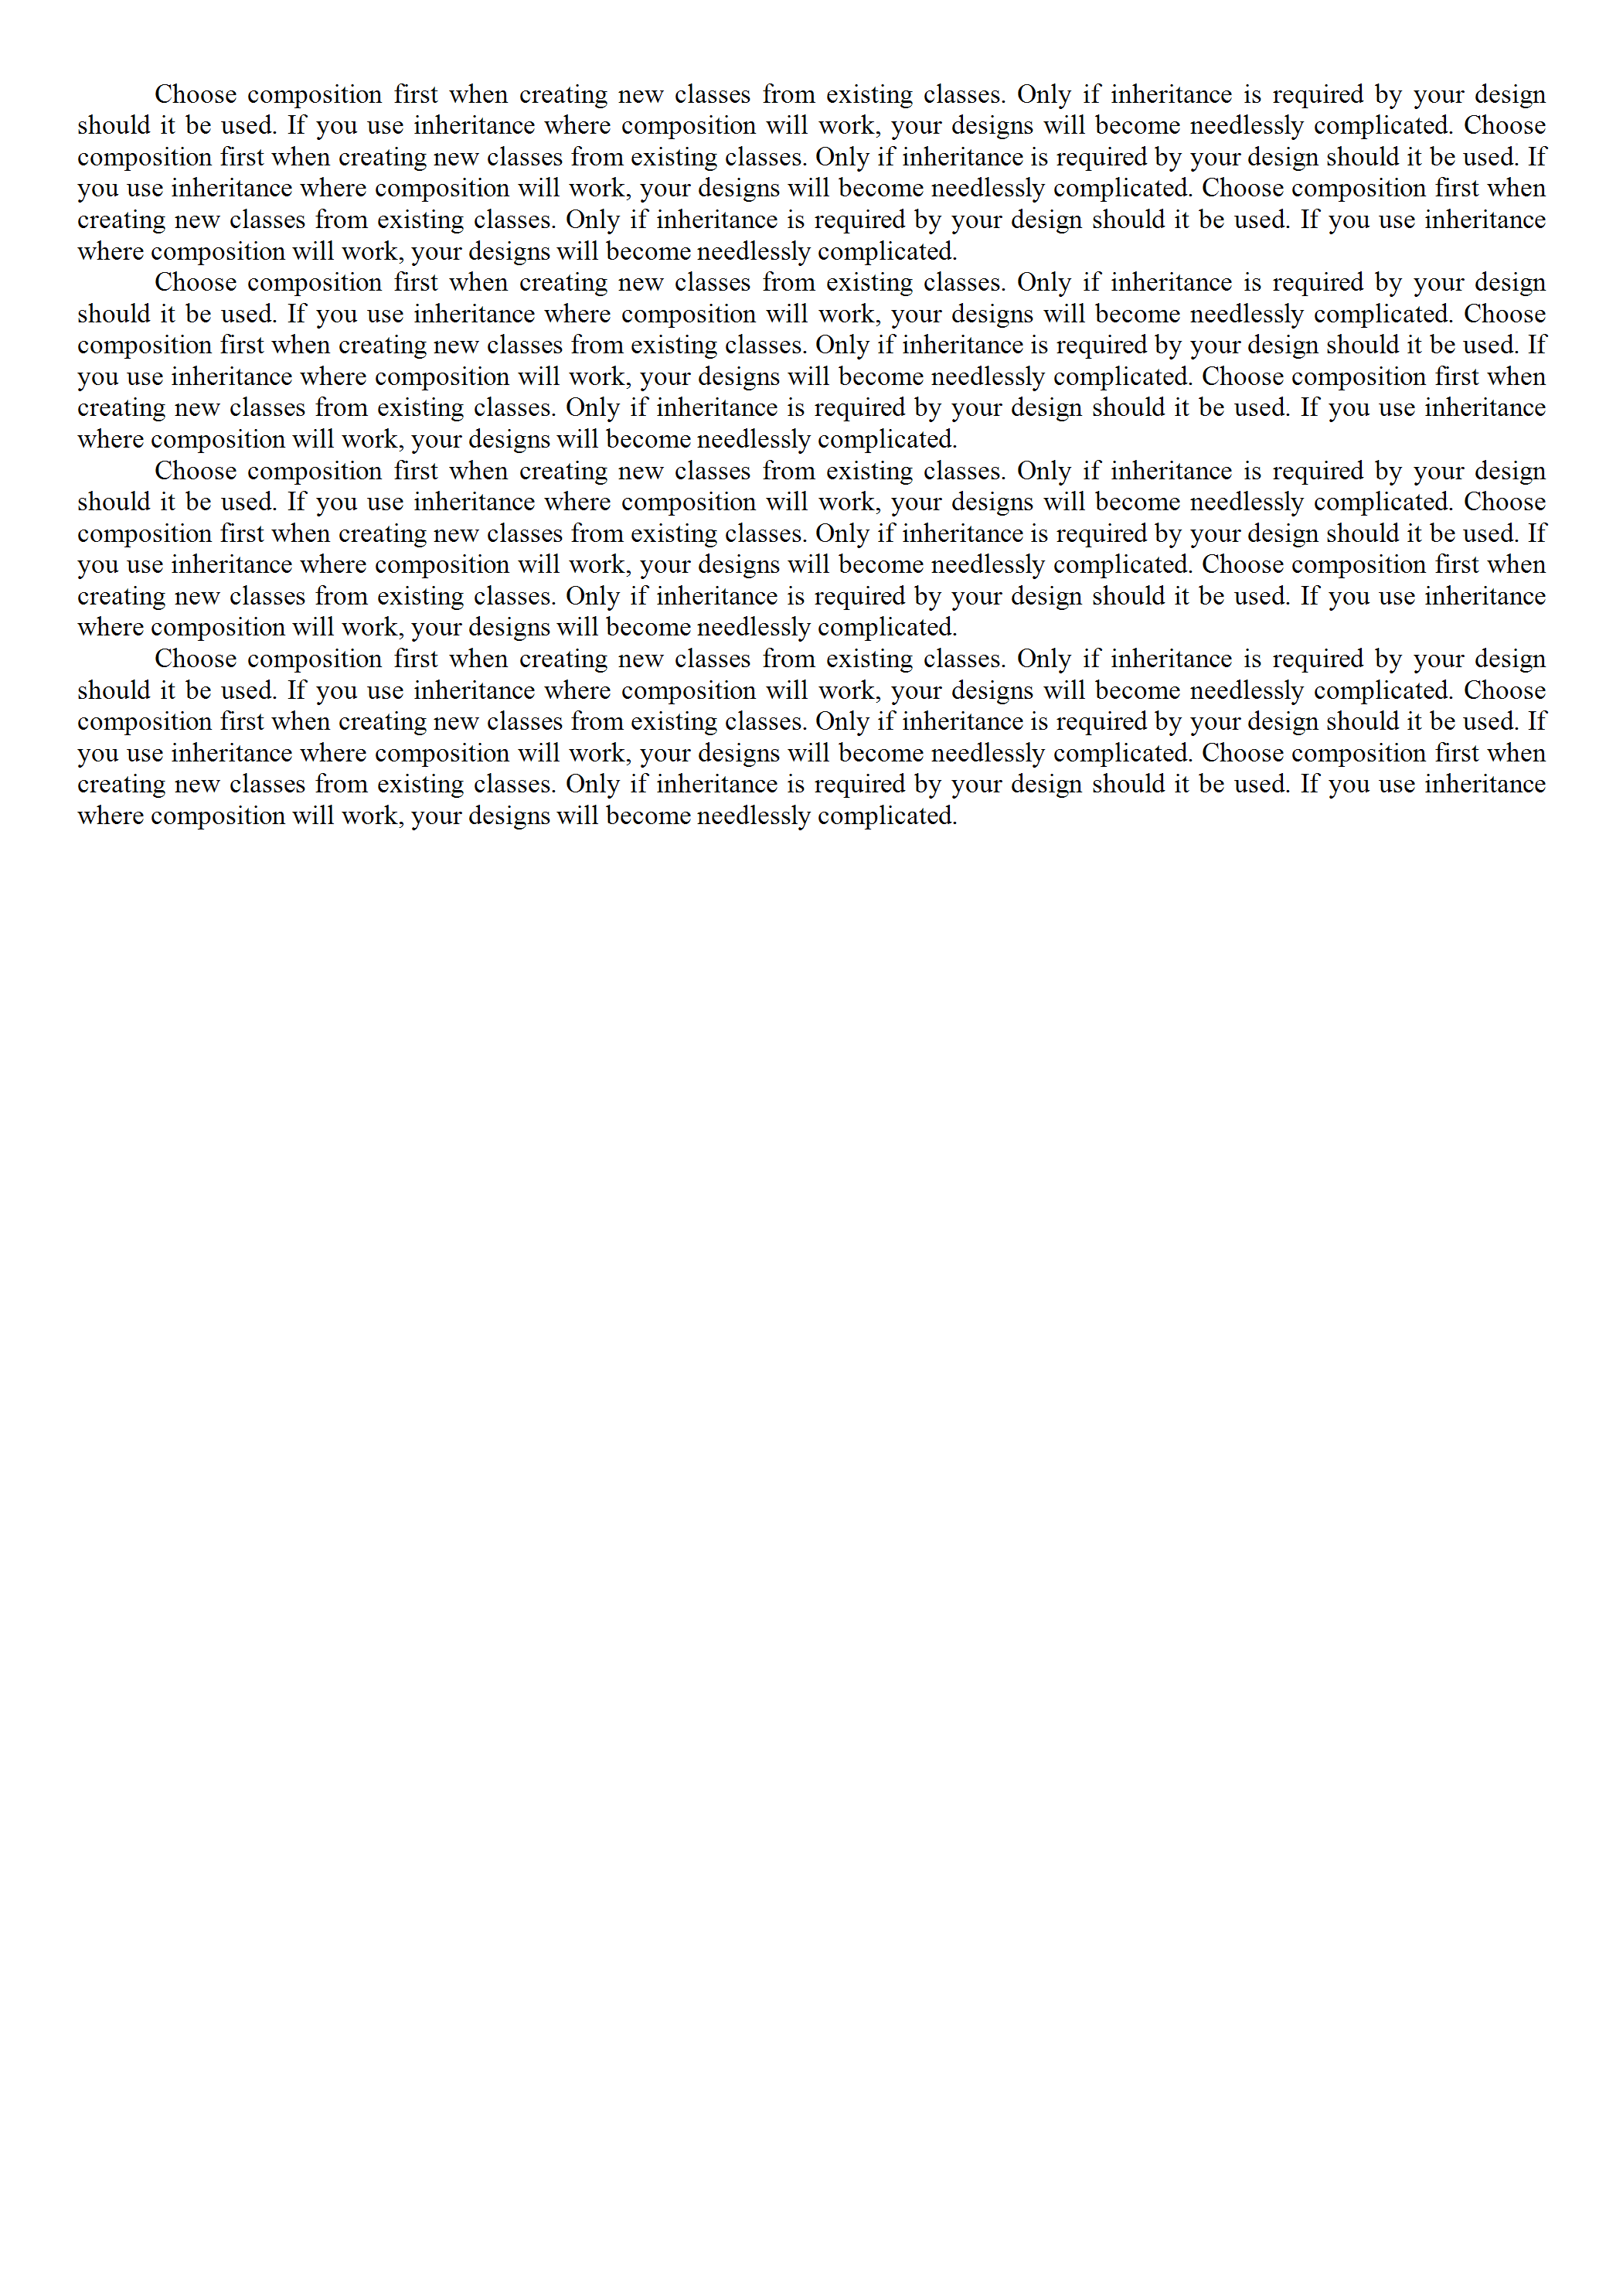 Choose composition first when creating new classes from existing classes. Only if inheritance is required by your design
should it be used. If you use inheritance where composition will work, your designs will become needlessly complicated. Choose
composition first when creating new classes from existing classes. Only if inheritance is required by your design should it be used. If
you use inheritance where composition will work, your designs will become needlessly complicated. Choose composition first when
creating new classes from existing classes. Only if inheritance is required by your design should it be used. If you use inheritance
where composition will work, your designs will become needlessly complicated.
Choose composition first when creating new classes from existing classes. Only if inheritance is required by your design
should it be used. If you use inheritance where composition will work, your designs will become needlessly complicated. Choose
composition first when creating new classes from existing classes. Only if inheritance is required by your design should it be used. If
you use inheritance where composition will work, your designs will become needlessly complicated. Choose composition first when
creating new classes from existing classes. Only if inheritance is required by your design should it be used. If you use inheritance
where composition will work, your designs will become needlessly complicated.
Choose composition first when creating new classes from existing classes. Only if inheritance is required by your design
should it be used. If you use inheritance where composition will work, your designs will become needlessly complicated. Choose
composition first when creating new classes from existing classes. Only if inheritance is required by your design should it be used. If
you use inheritance where composition will work, your designs will become needlessly complicated. Choose composition first when
creating new classes from existing classes. Only if inheritance is required by your design should it be used. If you use inheritance
where composition will work, your designs will become needlessly complicated.
Choose composition first when creating new classes from existing classes. Only if inheritance is required by your design
should it be used. If you use inheritance where composition will work, your designs will become needlessly complicated. Choose
composition first when creating new classes from existing classes. Only if inheritance is required by your design should it be used. If
you use inheritance where composition will work, your designs will become needlessly complicated. Choose composition first when
creating new classes from existing classes. Only if inheritance is required by your design should it be used. If you use inheritance
where composition will work, your designs will become needlessly complicated.